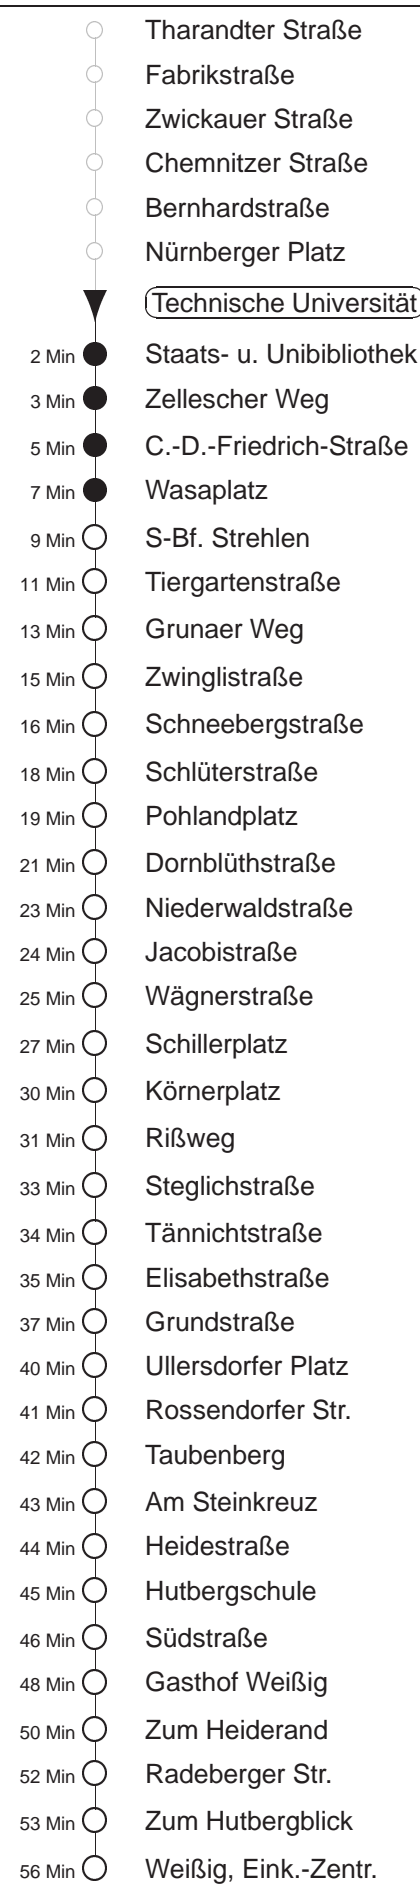 Tharandter Straße
Fabrikstraße
Zwickauer Straße
Chemnitzer Straße
Bernhardstraße
Nürnberger Platz
Technische Universität
2 Min Staats- u. Unibibliothek
3 Min Zellescher Weg
5 Min C.-D.-Friedrich-Straße
7 Min Wasaplatz
9 Min S-Bf. Strehlen
11 Min Tiergartenstraße
13 Min Grunaer Weg
15 Min Zwinglistraße
16 Min Schneebergstraße
18 Min Schlüterstraße
19 Min Pohlandplatz
21 Min Dornblüthstraße
23 Min Niederwaldstraße
24 Min Jacobistraße
25 Min Wägnerstraße
27 Min Schillerplatz
30 Min Körnerplatz
31 Min Rißweg
33 Min Steglichstraße
34 Min Tännichtstraße
35 Min Elisabethstraße
37 Min Grundstraße
40 Min Ullersdorfer Platz
41 Min Rossendorfer Str.
42 Min Taubenberg
43 Min Am Steinkreuz
44 Min Heidestraße
45 Min Hutbergschule
46 Min Südstraße
48 Min Gasthof Weißig
50 Min Zum Heiderand
52 Min Radeberger Str.
53 Min Zum Hutbergblick
56 Min Weißig, Eink.-Zentr.